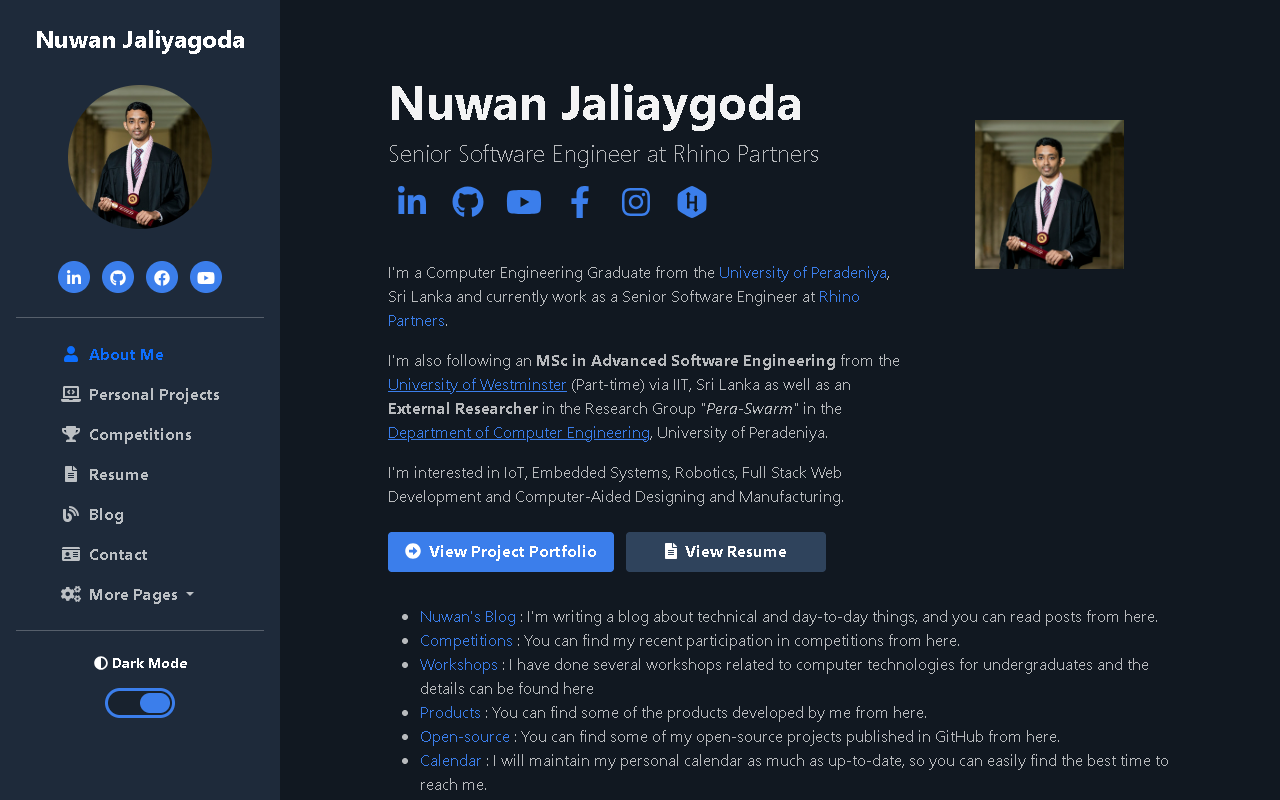 Nuwan Jaliyagoda
About Me
Personal Projects
Competitions
Resume
Blog
Contact
More Pages
Dark Mode
Nuwan Jaliaygoda
Senior Software Engineer at Rhino Partners
I'm a Computer Engineering Graduate from the University of Peradeniya,
Sri Lanka and currently work as a Senior Software Engineer at Rhino
Partners.
I'm also following an MSc in Advanced Software Engineering from the
University of Westminster (Part-time) via IIT, Sri Lanka as well as an
External Researcher in the Research Group "Pera-Swarm" in the
Department of Computer Engineering, University of Peradeniya.
I'm interested in IoT, Embedded Systems, Robotics, Full Stack Web
Development and Computer-Aided Designing and Manufacturing.
View Project Portfolio
View Resume
Nuwan's Blog : I'm writing a blog about technical and day-to-day things, and you can read posts from here.
Competitions : You can find my recent participation in competitions from here.
Workshops : I have done several workshops related to computer technologies for undergraduates and the
details can be found here
Products : You can find some of the products developed by me from here.
Open-source : You can find some of my open-source projects published in GitHub from here.
Calendar : I will maintain my personal calendar as much as up-to-date, so you can easily find the best time to
reach me.